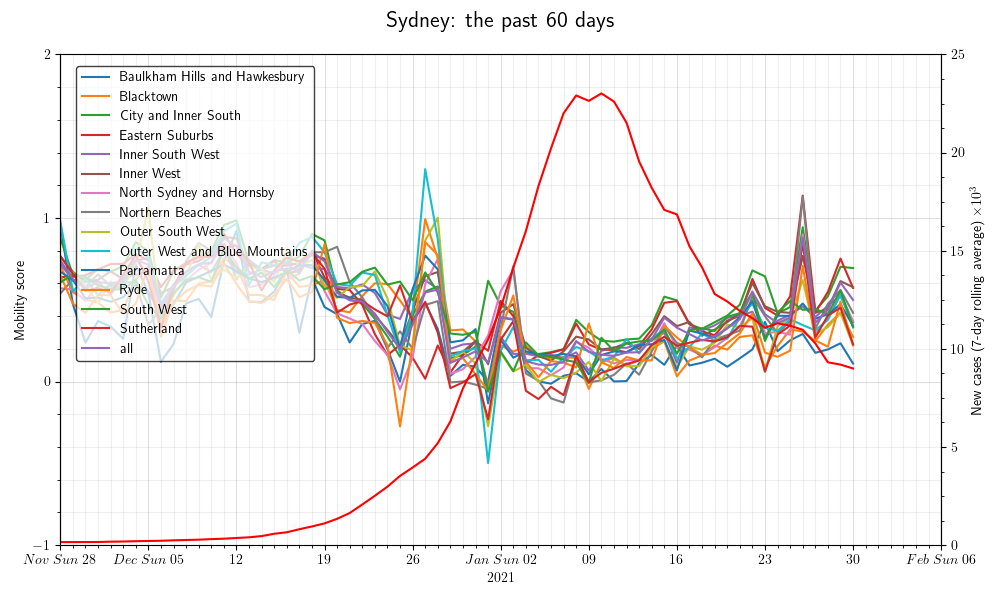 Sydney: the past 60 days
2
1
0
−1
Mobility score
Baulkham Hills and Hawkesbury
Blacktown
City and Inner South
Eastern Suburbs
Inner South West
Inner West
North Sydney and Hornsby
Northern Beaches
Outer South West
Outer West and Blue Mountains
Parramatta
Ryde
South West
Sutherland
all
25
20
15
10
5
0
New cases (7-day rolling average) ×10³
Nov Sun 28 Dec Sun 05 12 19 26 Jan Sun 02 09 16 23 30 Feb Sun 06
2021